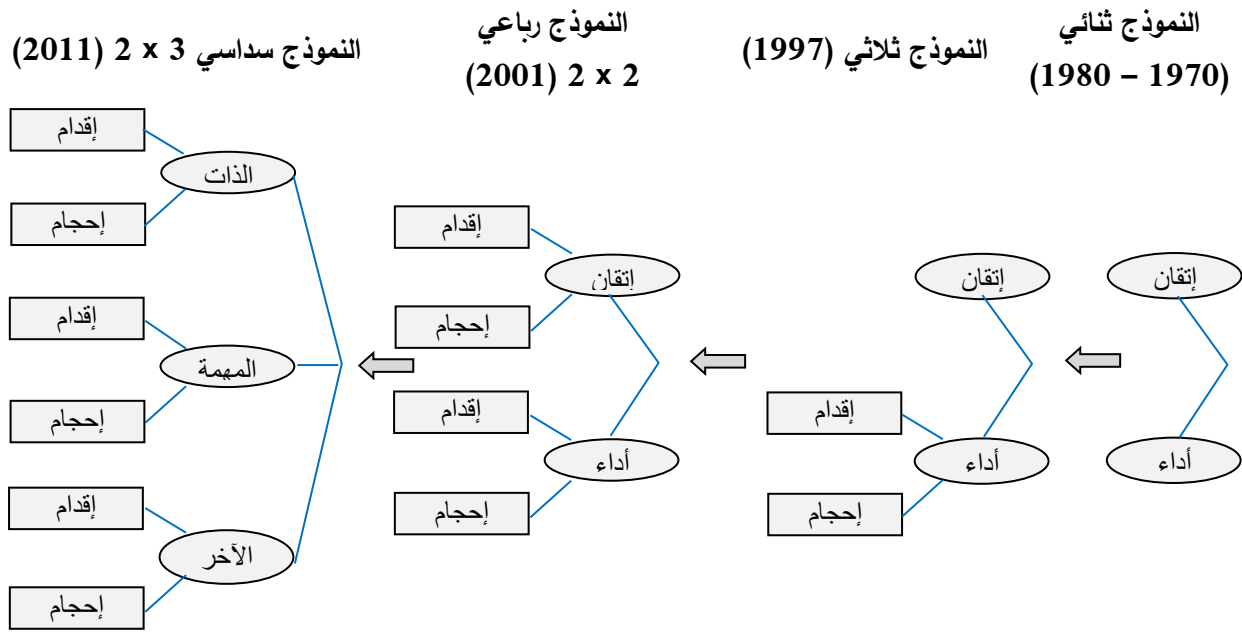 النموذج ثنائي
(1970 – 1980)
النموذج ثلاثي (1997)
النموذج رباعي
2 x 2 (2001)
النموذج سداسي 3 x 2 (2011)
إتقان
أداء
إتقان
أداء
إقدام
إحجام
إتقان
إقدام
إحجام
أداء
إقدام
إحجام
الذات
إقدام
إحجام
المهمة
إقدام
إحجام
الآخر
إقدام
إحجام